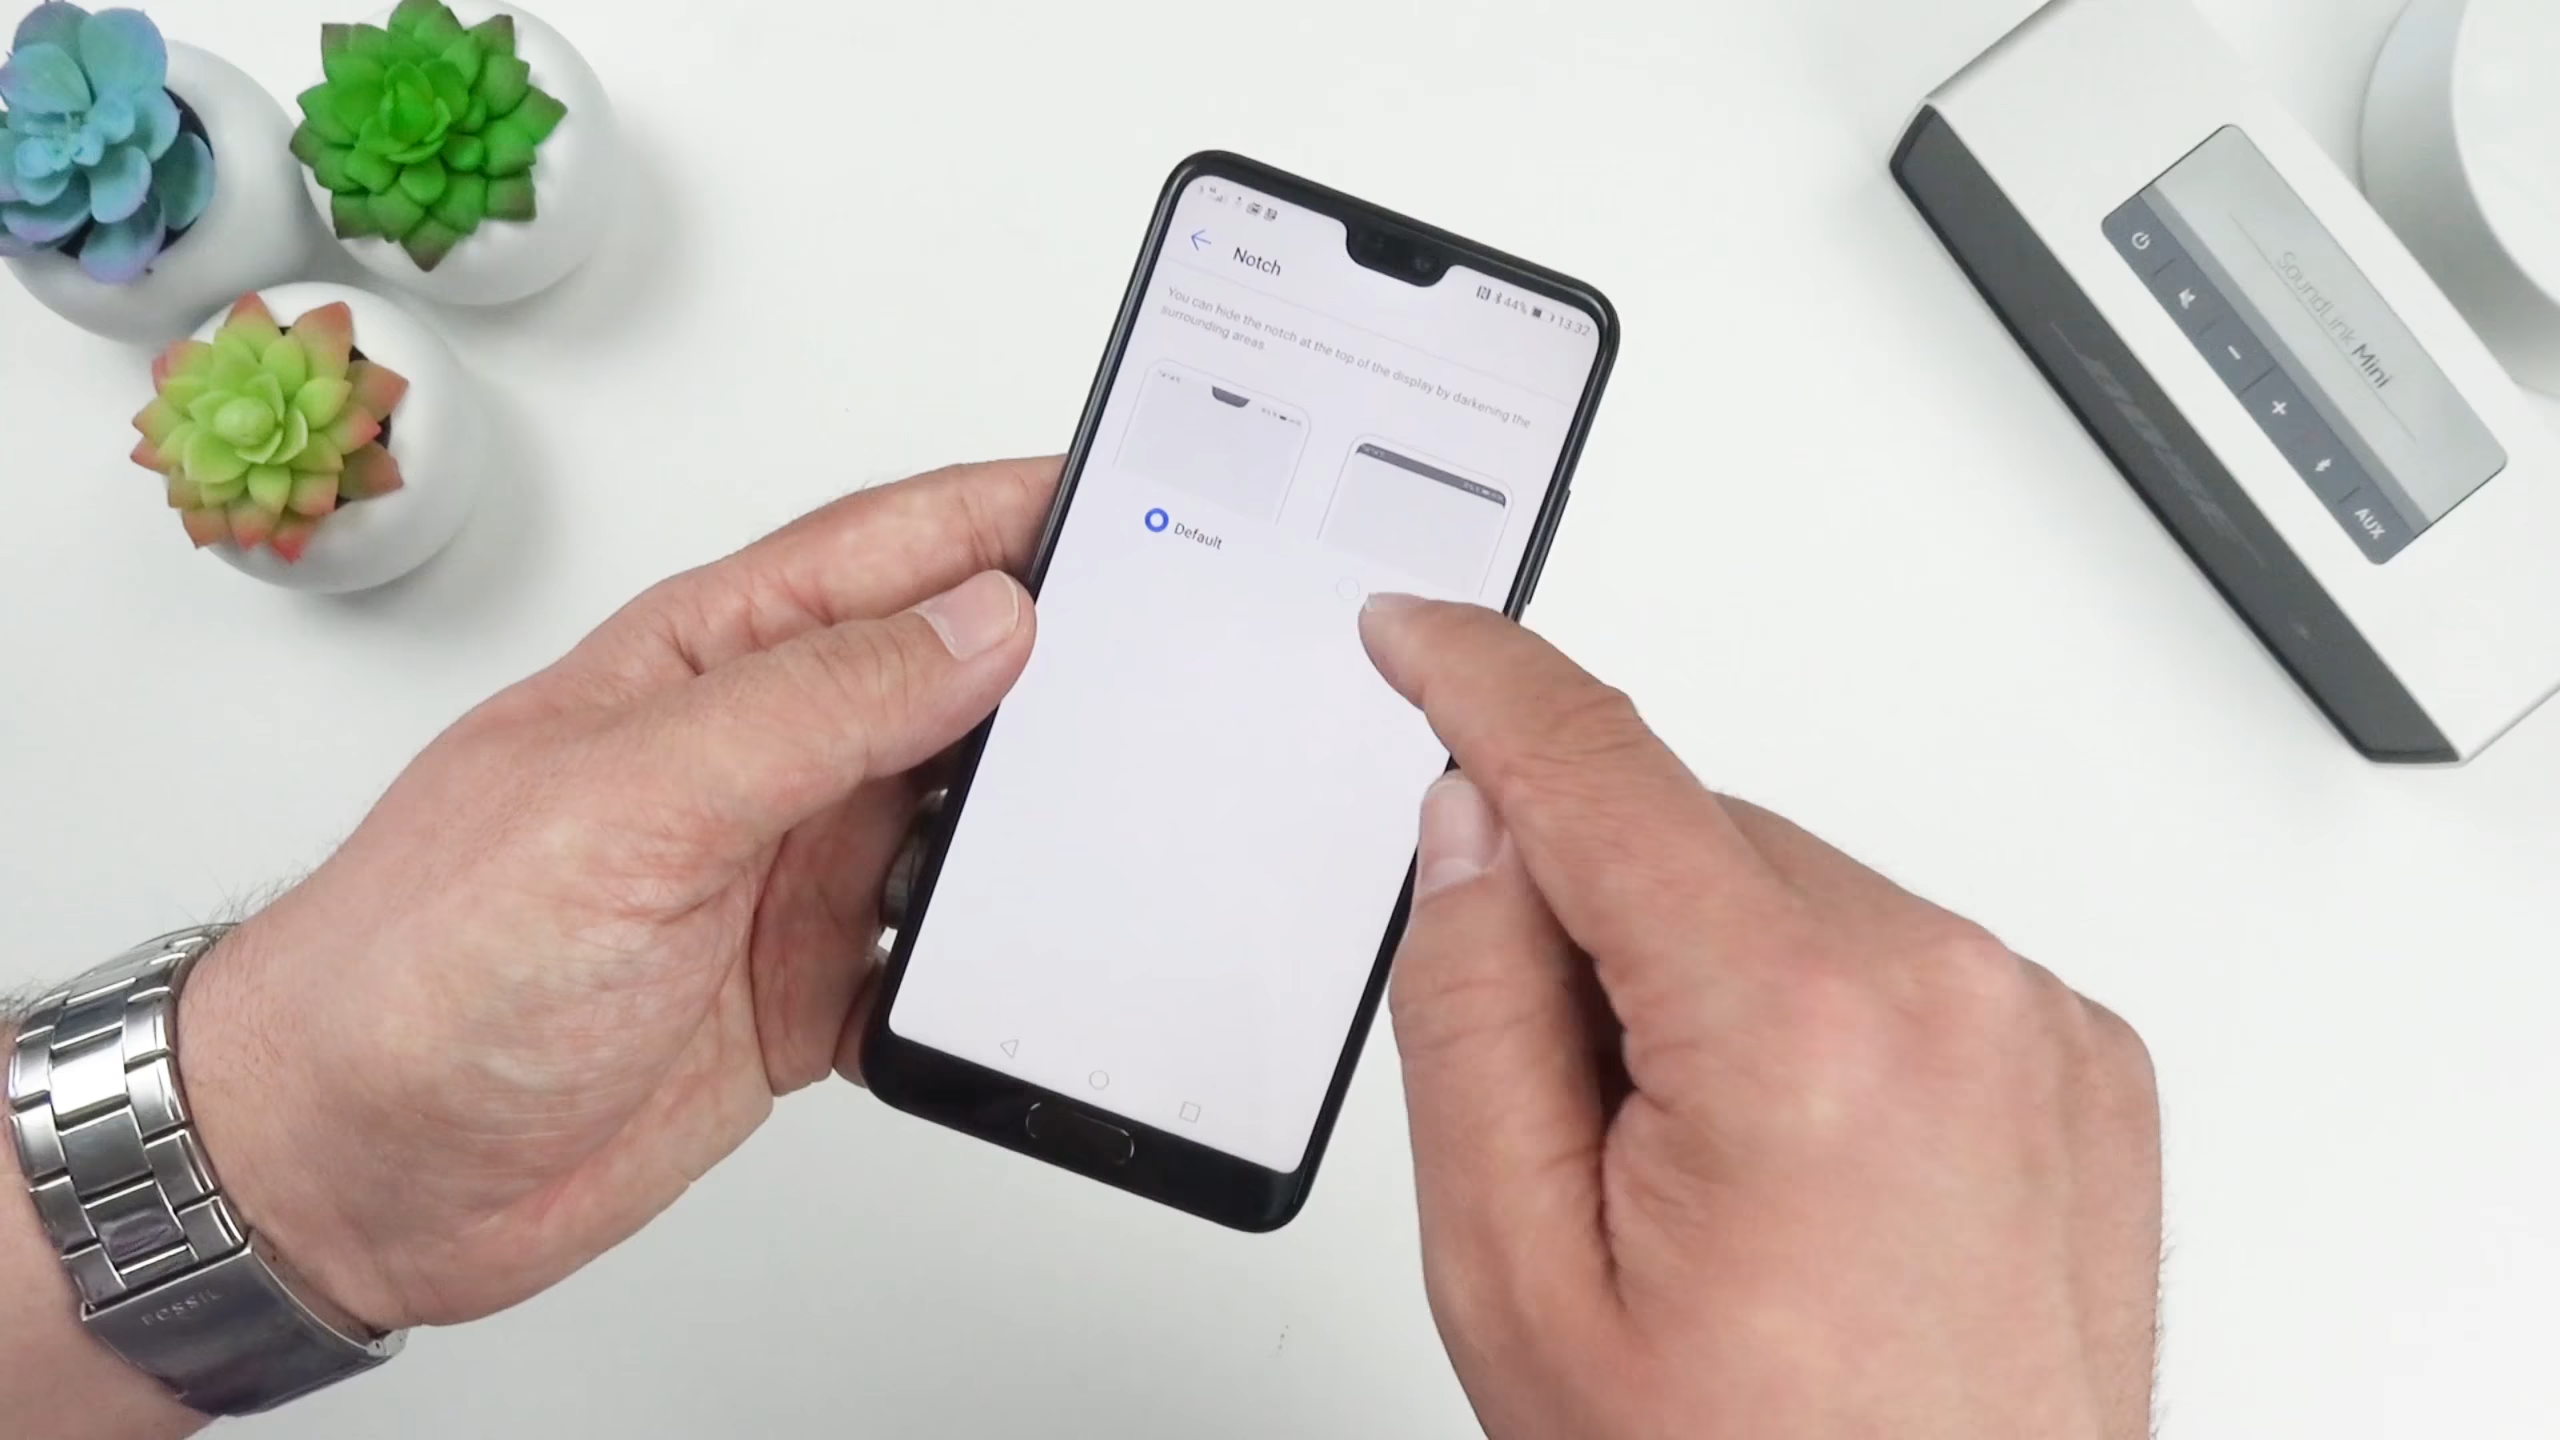 44% 13:32
Notch
You can hide the notch at the top of the display by darkening the
surrounding areas
Default
SoundLink Mini
AUX
BOSE
FOSSIL